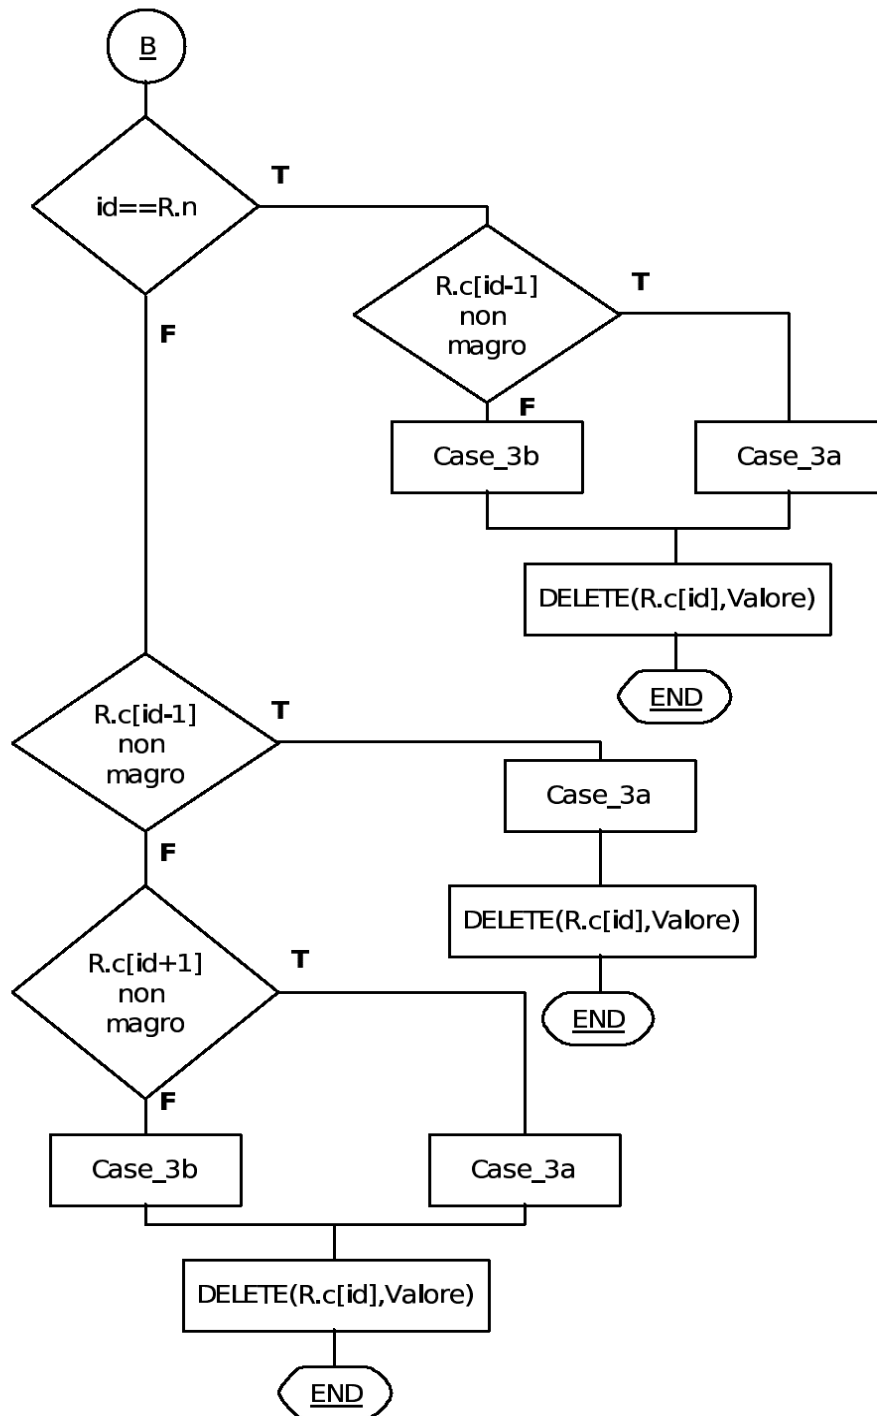 B
T
id==R.n
R.c[id-1]
non
magro
T
F
F
Case_3b
Case_3a
DELETE(R.c[id],Valore)
END
R.c[id-1]
non
magro
T
Case_3a
F
DELETE(R.c[id],Valore)
R.c[id+1]
non
magro
T
END
F
Case_3b
Case_3a
DELETE(R.c[id],Valore)
END